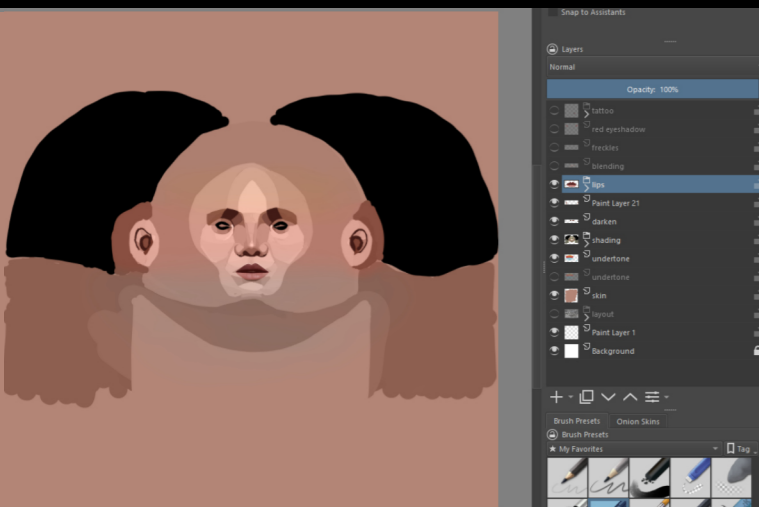 Snap to Assistants
Layers
Normal
Opacity: 100%
tattoo
red eyeshadow
freckles
blending
lips
Paint Layer 21
darken
shading
undertone
undertone
skin
layout
Paint Layer 1
Background
Brush Presets Onion Skins
Brush Presets
★ My Favorites Tag